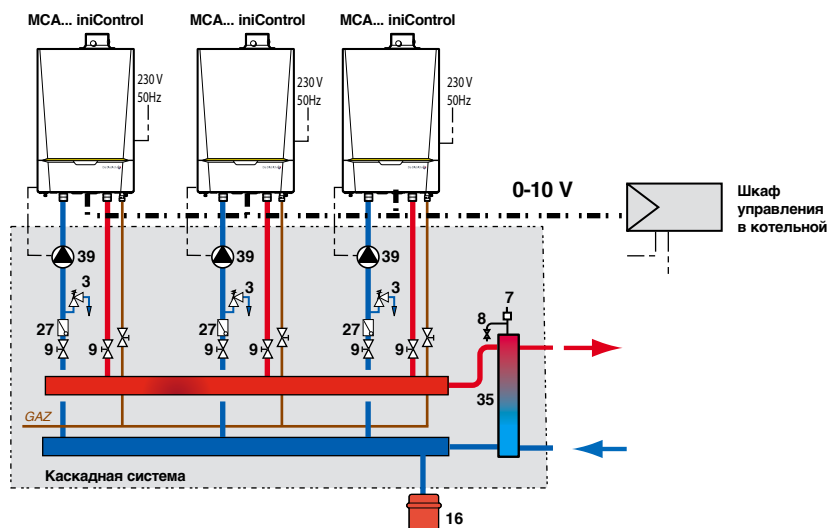 MCA... iniControl
MCA... iniControl
MCA... iniControl
230 V
50Hz
230 V
50Hz
230 V
50Hz
0-10 V
Шкаф
управления
в котельной
39
39
39
3
3
3
7
8
27
27
27
9
9
9
9
9
9
35
GAZ
Каскадная система
16